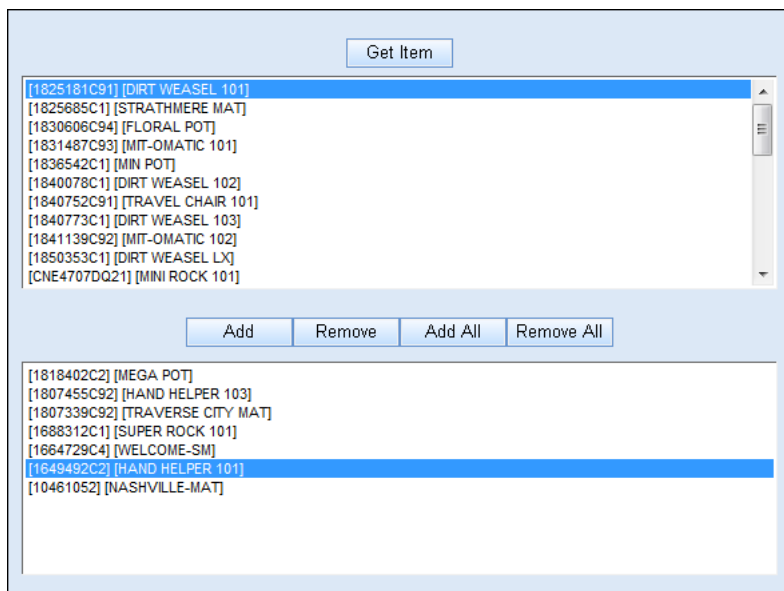 Get Item
[1825181C91] [DIRT WEASEL 101]
[1825685C1] [STRATHMERE MAT]
[1830606C94] [FLORAL POT]
[1831487C93] [MIT-OMATIC 101]
[1836542C1] [MIN POT]
[1840078C1] [DIRT WEASEL 102]
[1840752C91] [TRAVEL CHAIR 101]
[1840773C1] [DIRT WEASEL 103]
[1841139C92] [MIT-OMATIC 102]
[1850353C1] [DIRT WEASEL LX]
[CNE4707DQ21] [MINI ROCK 101]
Add Remove Add All Remove All
[1818402C2] [MEGA POT]
[1807455C92] [HAND HELPER 103]
[1807339C92] [TRAVERSE CITY MAT]
[1688312C1] [SUPER ROCK 101]
[1664729C4] [WELCOME-SM]
[1649492C2] [HAND HELPER 101]
[10461052] [NASHVILLE-MAT]